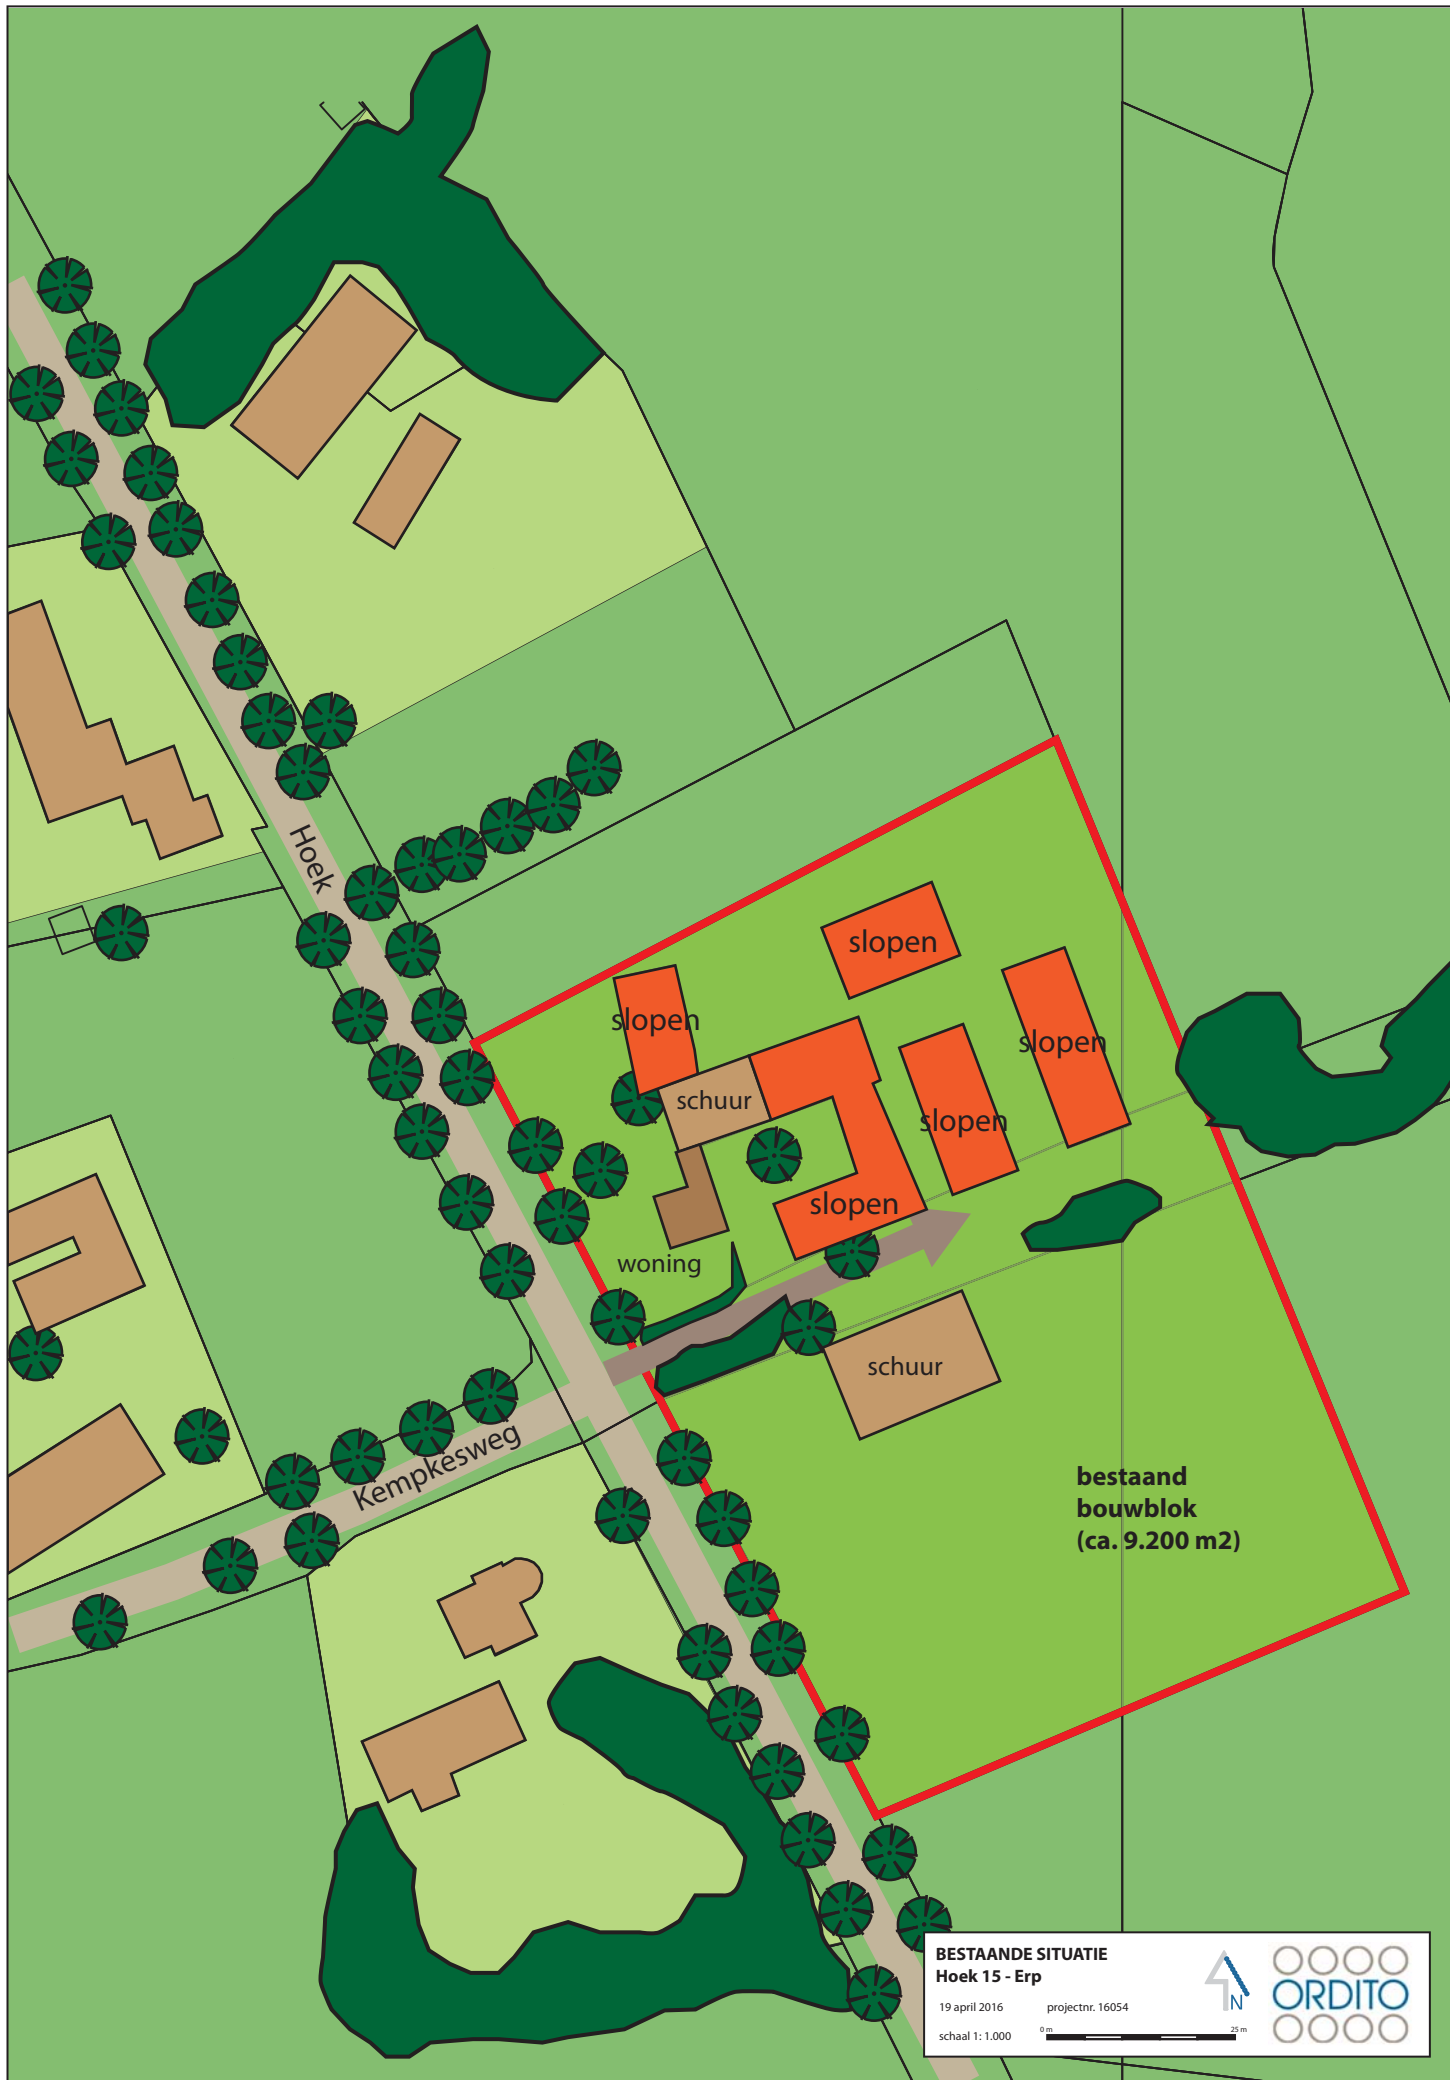 Hoek
slopen
slopen
slopen
schuur
slopen
slopen
woning
schuur
Kempkesweg
bestaand
bouwblok
(ca. 9.200 m2)
BESTAANDE SITUATIE
Hoek 15 - Erp
19 april 2016 projectnr. 16054
schaal 1: 1.000 0 m 25 m
N
ORDITO